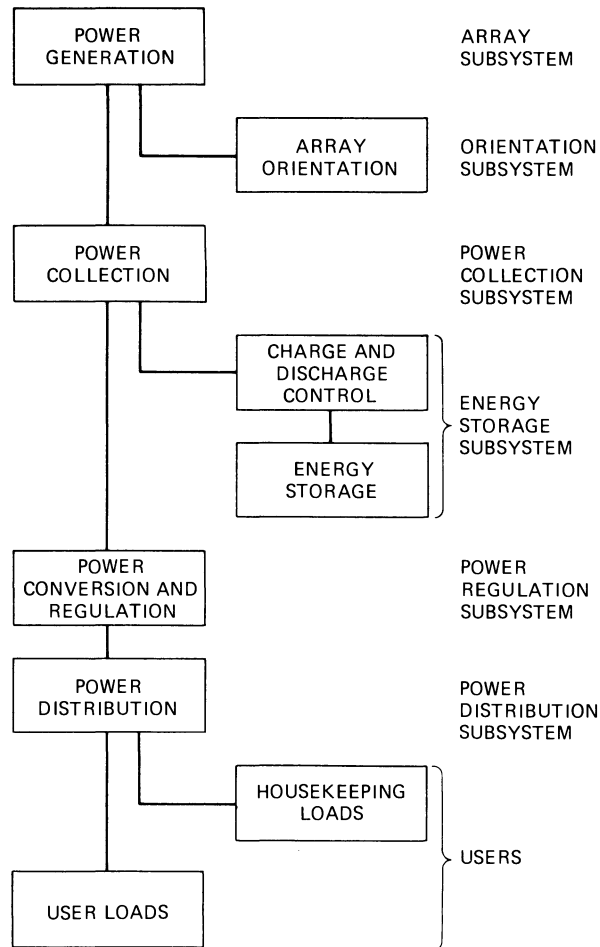 POWER
GENERATION
ARRAY
SUBSYSTEM
ARRAY
ORIENTATION
ORIENTATION
SUBSYSTEM
POWER
COLLECTION
POWER
COLLECTION
SUBSYSTEM
CHARGE AND
DISCHARGE
CONTROL
ENERGY
STORAGE
ENERGY
STORAGE
SUBSYSTEM
POWER
CONVERSION AND
REGULATION
POWER
REGULATION
SUBSYSTEM
POWER
DISTRIBUTION
POWER
DISTRIBUTION
SUBSYSTEM
HOUSEKEEPING
LOADS
USERS
USER LOADS